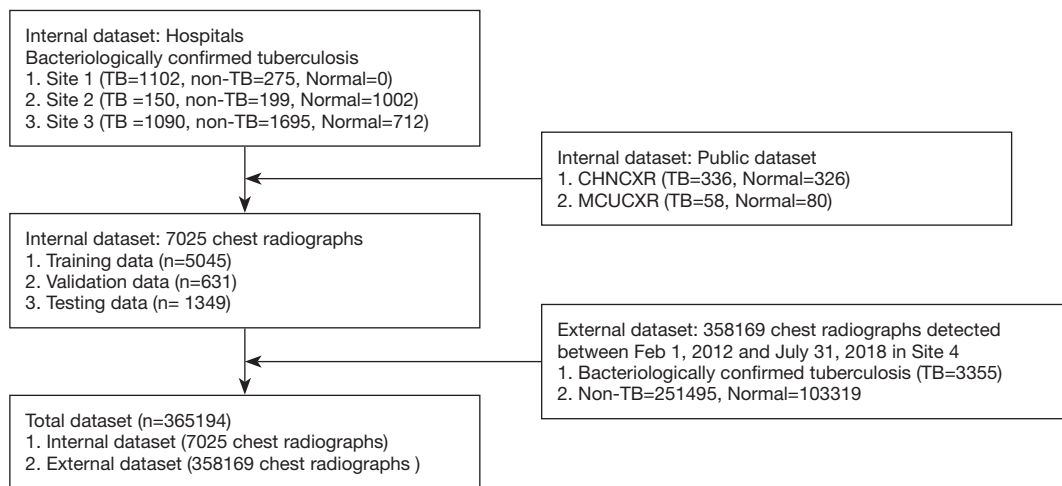 Internal dataset: Hospitals
Bacteriologically confirmed tuberculosis
1. Site 1 (TB=1102, non-TB=275, Normal=0)
2. Site 2 (TB =150, non-TB=199, Normal=1002)
3. Site 3 (TB =1090, non-TB=1695, Normal=712)
Internal dataset: Public dataset
1. CHNCXR (TB=336, Normal=326)
2. MCUCXR (TB=58, Normal=80)
Internal dataset: 7025 chest radiographs
1. Training data (n=5045)
2. Validation data (n=631)
3. Testing data (n= 1349)
External dataset: 358169 chest radiographs detected
between Feb 1, 2012 and July 31, 2018 in Site 4
1. Bacteriologically confirmed tuberculosis (TB=3355)
2. Non-TB=251495, Normal=103319
Total dataset (n=365194)
1. Internal dataset (7025 chest radiographs)
2. External dataset (358169 chest radiographs )